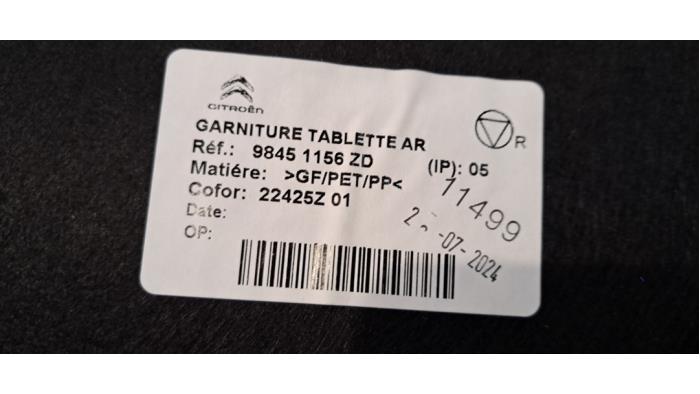 CITROËN
GARNITURE TABLETTE AR
R
Réf.: 9845 1156 ZD (IP): 05
Matiére: >GF/PET/PP<
11499
Cofor: 22425Z 01
Date: -07-2024
OP: